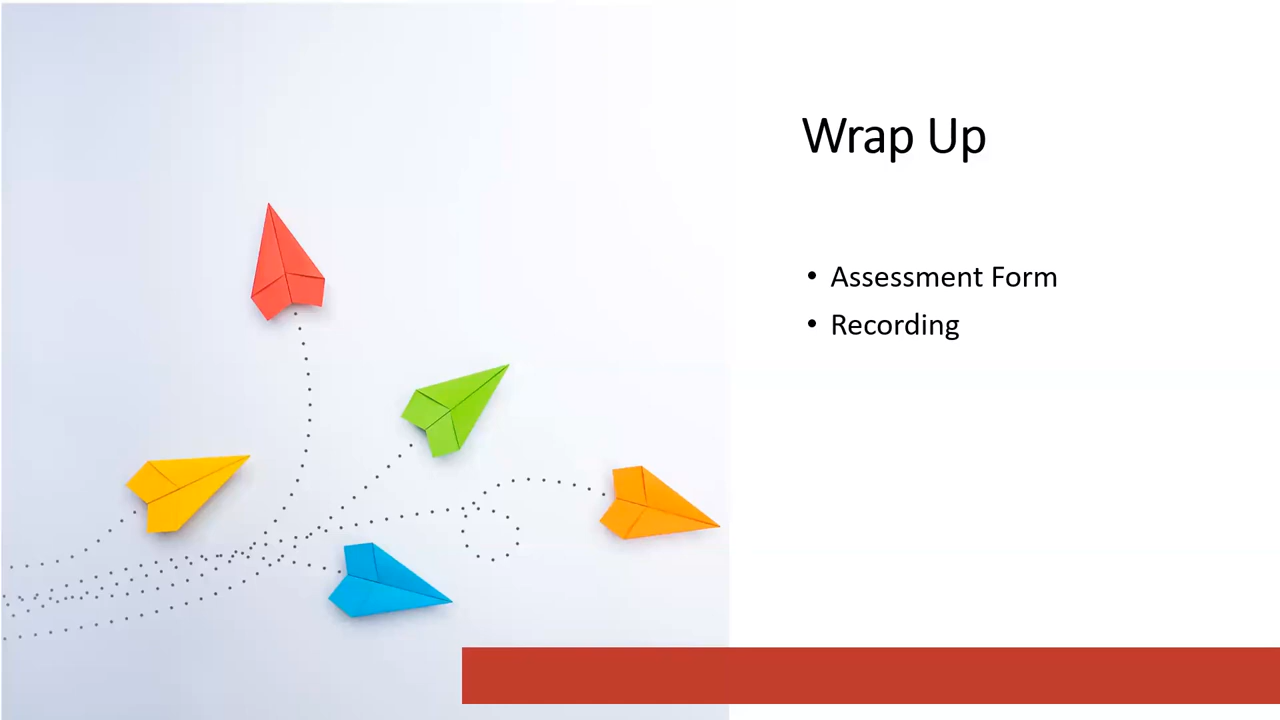 Wrap Up
• Assessment Form
• Recording